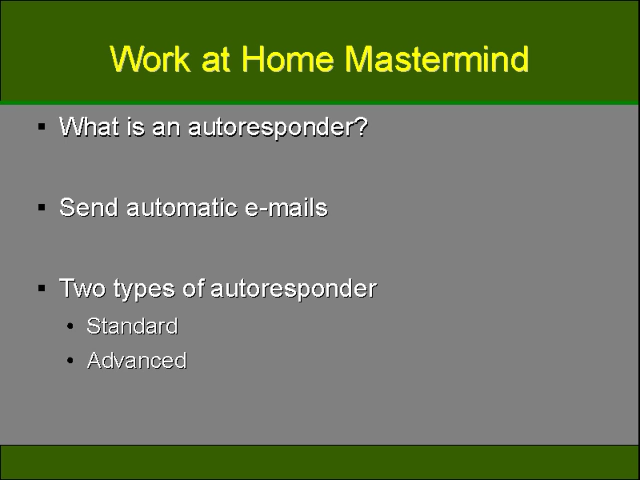 Work at Home Mastermind
▪ What is an autoresponder?
▪ Send automatic e-mails
▪ Two types of autoresponder
• Standard
• Advanced